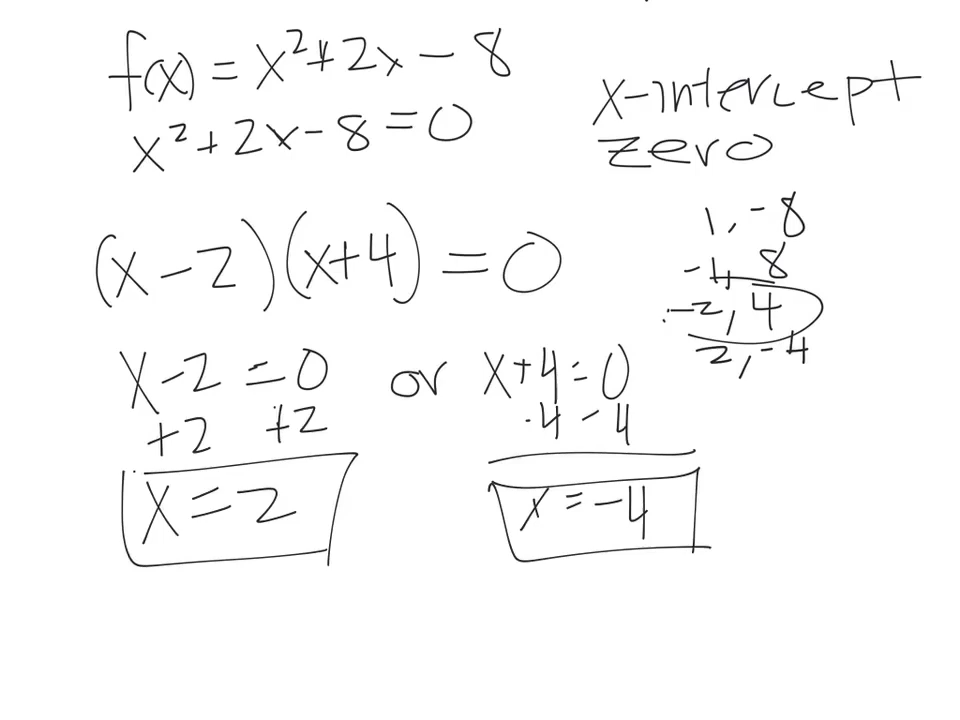 f(x) = x²+2x – 8
x²+2x-8=0
x-intercept
zero
(x-2)(x+4)=0
1, -8
-1, 8
-2, 4
2, -4
x-2=0 or x+4=0
+2 +2 -4 -4
x=2
x=-4